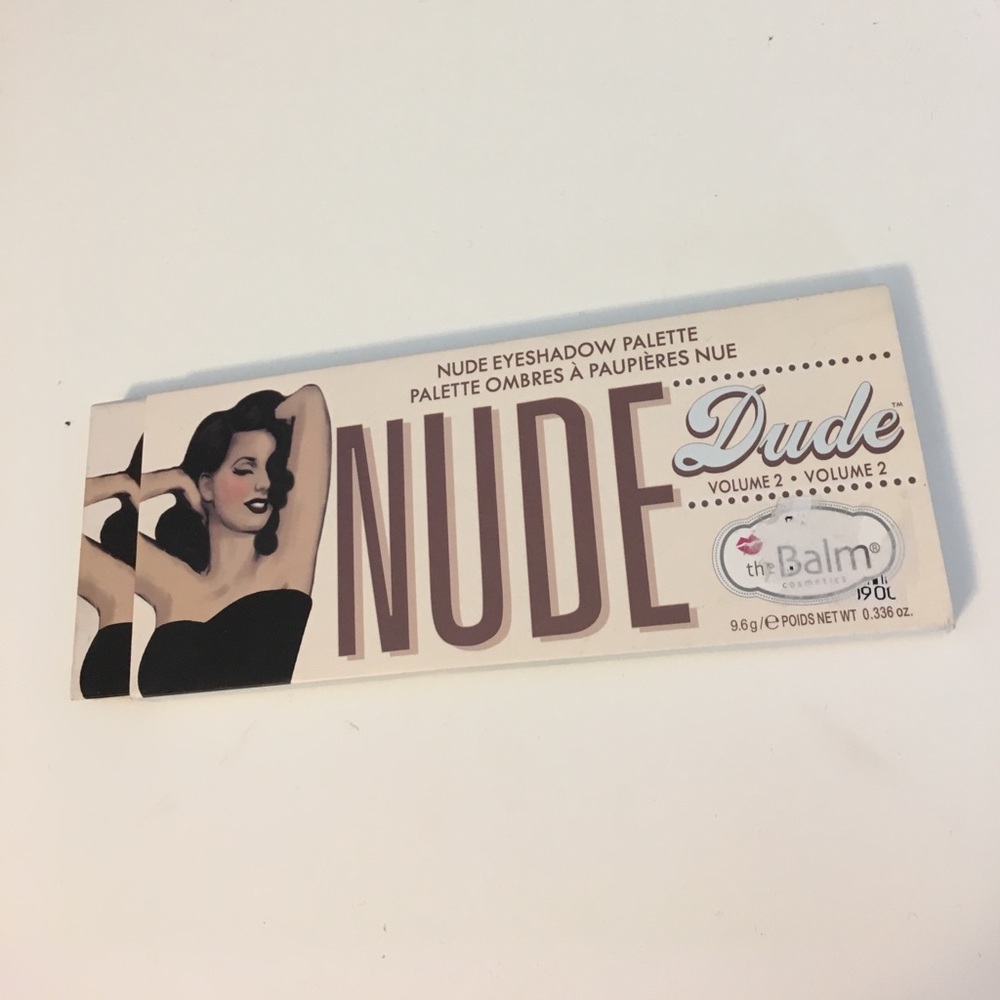 NUDE EYESHADOW PALETTE
PALETTE OMBRES À PAUPIÈRES NUE
NUDE
Dude™
VOLUME 2 • VOLUME 2
theBalm®
cosmetics
9.6g/℮ POIDS NET WT 0.336 oz.